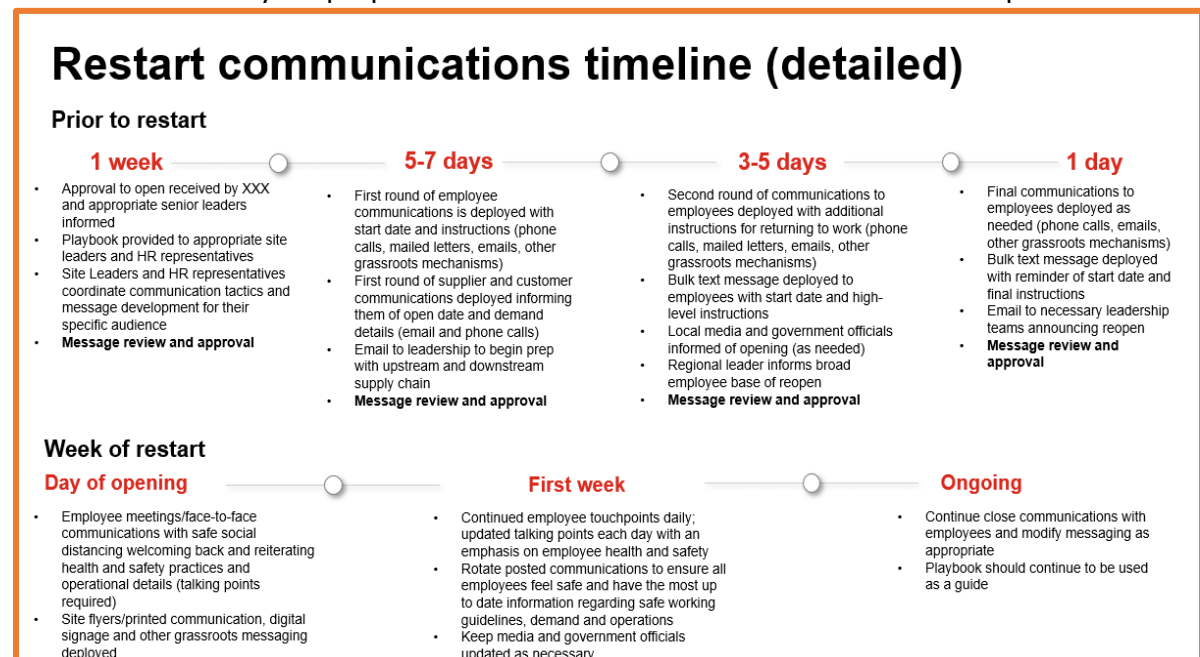 Restart communications timeline (detailed)
Prior to restart
1 week
• Approval to open received by XXX
and appropriate senior leaders
informed
• Playbook provided to appropriate site
leaders and HR representatives
• Site Leaders and HR representatives
coordinate communication tactics and
message development for their
specific audience
• Message review and approval
5-7 days
• First round of employee
communications is deployed with
start date and instructions (phone
calls, mailed letters, emails, other
grassroots mechanisms)
• First round of supplier and customer
communications deployed informing
them of open date and demand
details (email and phone calls)
• Email to leadership to begin prep
with upstream and downstream
supply chain
• Message review and approval
3-5 days
• Second round of communications to
employees deployed with additional
instructions for returning to work (phone
calls, mailed letters, emails, other
grassroots mechanisms)
• Bulk text message deployed to
employees with start date and high-
level instructions
• Local media and government officials
informed of opening (as needed)
• Regional leader informs broad
employee base of reopen
• Message review and approval
1 day
• Final communications to
employees deployed as
needed (phone calls, emails,
other grassroots mechanisms)
• Bulk text message deployed
with reminder of start date and
final instructions
• Email to necessary leadership
teams announcing reopen
• Message review and
approval
Week of restart
Day of opening
• Employee meetings/face-to-face
communications with safe social
distancing welcoming back and reiterating
health and safety practices and
operational details (talking points
required)
• Site flyers/printed communication, digital
signage and other grassroots messaging
deployed
First week
• Continued employee touchpoints daily;
updated talking points each day with an
emphasis on employee health and safety
• Rotate posted communications to ensure all
employees feel safe and have the most up
to date information regarding safe working
guidelines, demand and operations
• Keep media and government officials
updated as necessary
Ongoing
• Continue close communications with
employees and modify messaging as
appropriate
• Playbook should continue to be used
as a guide